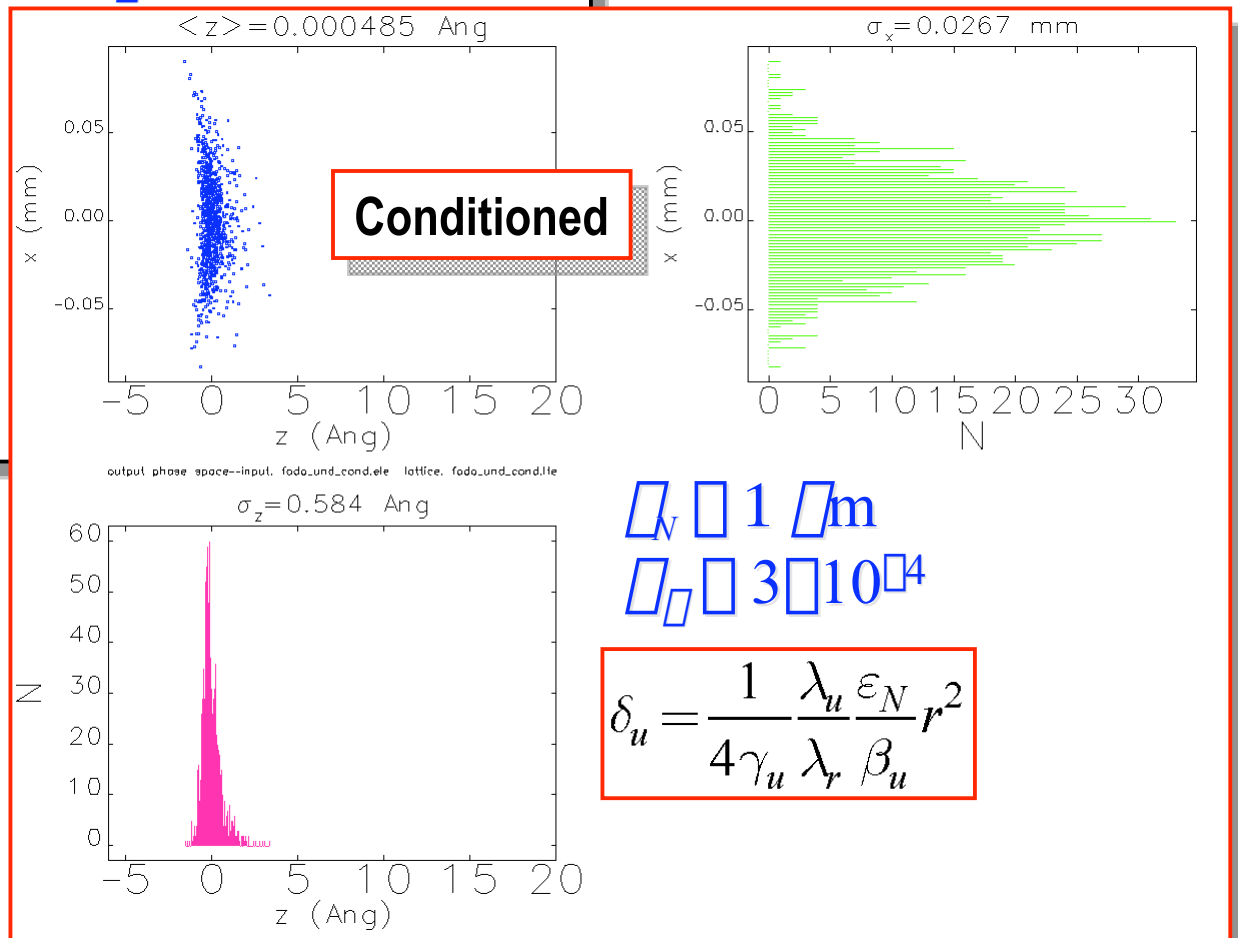 <z>=0.000485 Ang
0.05
0.00
-0.05
x (mm)
-5 0 5 10 15 20
z (Ang)
Conditioned
σx=0.0267 mm
0.05
0.00
-0.05
x (mm)
0 5 10 15 20 25 30
N
output phase space--input. fodo_und_cond.ele lattice. fodo_und_cond.lte
σz=0.584 Ang
60
50
40
30
20
10
0
N
-5 0 5 10 15 20
z (Ang)
▯N ▯ 1 ▯m
▯▯ ▯ 3▯10▯4
δu = 1/4γu λu/λr εN/βu r²